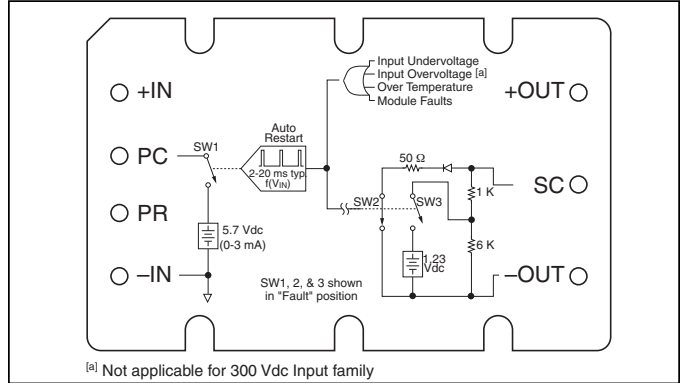 Input Undervoltage
Input Overvoltage [a]
Over Temperature
Module Faults
+IN
+OUT
Auto
Restart
SW1
PC
2-20 ms typ
f(VIN)
50 Ω
1 K
SC
PR
SW2
SW3
5.7 Vdc
(0-3 mA)
6 K
1.23
Vdc
–IN
–OUT
SW1, 2, & 3 shown
in "Fault" position
[a] Not applicable for 300 Vdc Input family